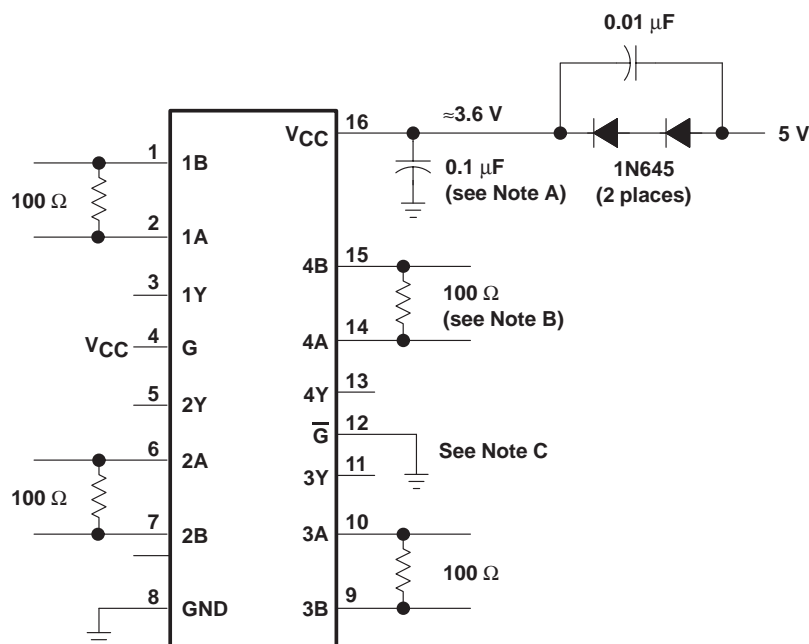 0.01 μF
≈3.6 V
5 V
1N645
(2 places)
VCC
16
0.1 μF
(see Note A)
1
1B
100 Ω
2
1A
3
1Y
VCC
4
G
5
2Y
6
2A
100 Ω
7
2B
8
GND
15
4B
100 Ω
(see Note B)
14
4A
13
4Y
12
G̅
See Note C
11
3Y
10
3A
100 Ω
9
3B